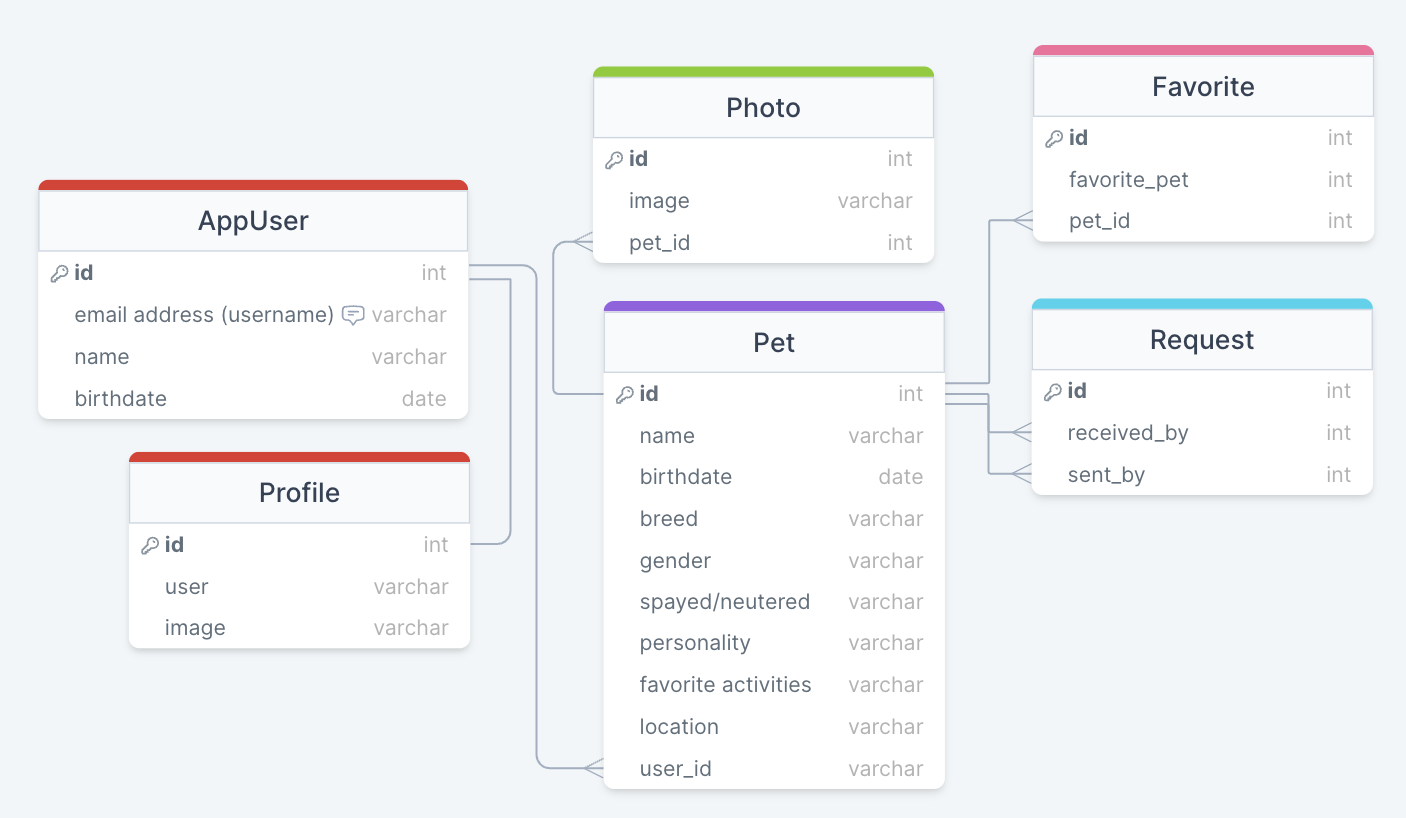 AppUser
id int
email address (username) varchar
name varchar
birthdate date
Profile
id int
user varchar
image varchar
Photo
id int
image varchar
pet_id int
Pet
id int
name varchar
birthdate date
breed varchar
gender varchar
spayed/neutered varchar
personality varchar
favorite activities varchar
location varchar
user_id varchar
Favorite
id int
favorite_pet int
pet_id int
Request
id int
received_by int
sent_by int